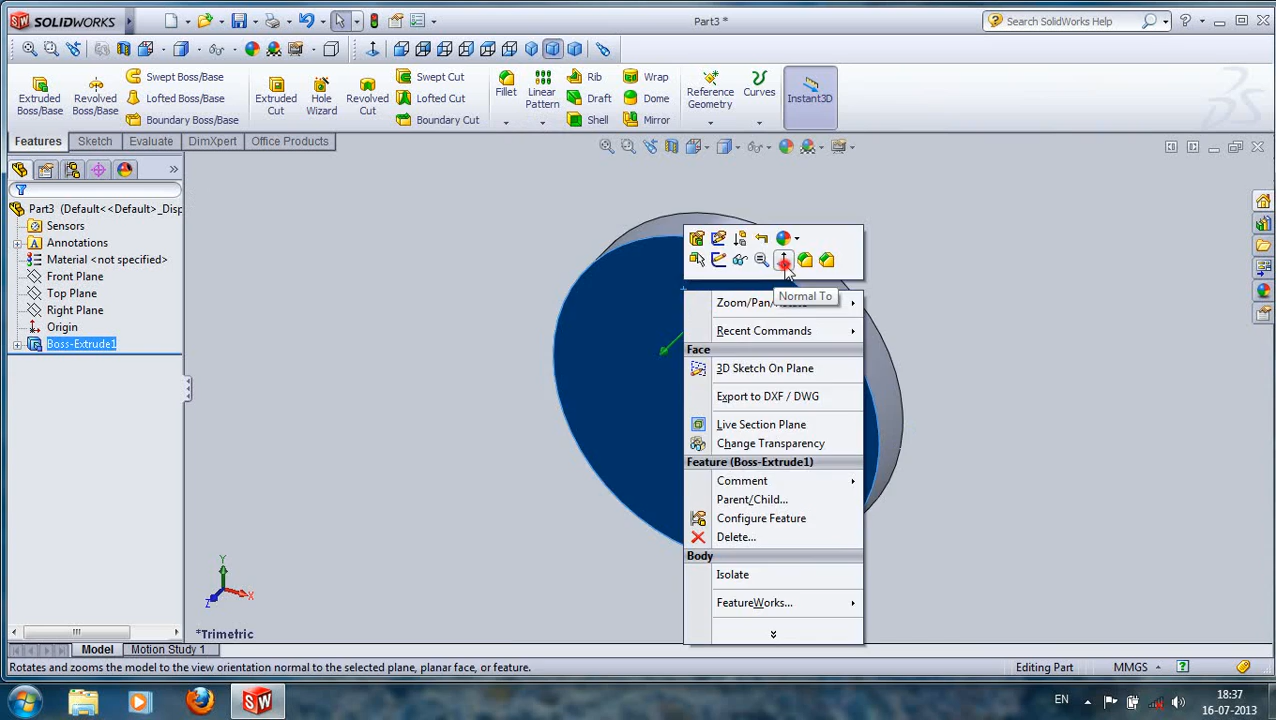 SOLIDWORKS
Part3 *
Search SolidWorks Help
Extruded Boss/Base
Revolved Boss/Base
Swept Boss/Base
Lofted Boss/Base
Boundary Boss/Base
Extruded Cut
Hole Wizard
Revolved Cut
Swept Cut
Lofted Cut
Boundary Cut
Fillet
Linear Pattern
Rib
Draft
Shell
Wrap
Dome
Mirror
Reference Geometry
Curves
Instant3D
Features
Sketch
Evaluate
DimXpert
Office Products
Part3 (Default<<Default>_Disp
Sensors
Annotations
Material <not specified>
Front Plane
Top Plane
Right Plane
Origin
Boss-Extrude1
Normal To
Recent Commands
Face
3D Sketch On Plane
Export to DXF / DWG
Live Section Plane
Change Transparency
Feature (Boss-Extrude1)
Comment
Parent/Child...
Configure Feature
Delete...
Body
Isolate
FeatureWorks...
Y
X
Z
*Trimetric
Model
Motion Study 1
Rotates and zooms the model to the view orientation normal to the selected plane, planar face, or feature.
Editing Part
MMGS
EN
18:37
16-07-2013